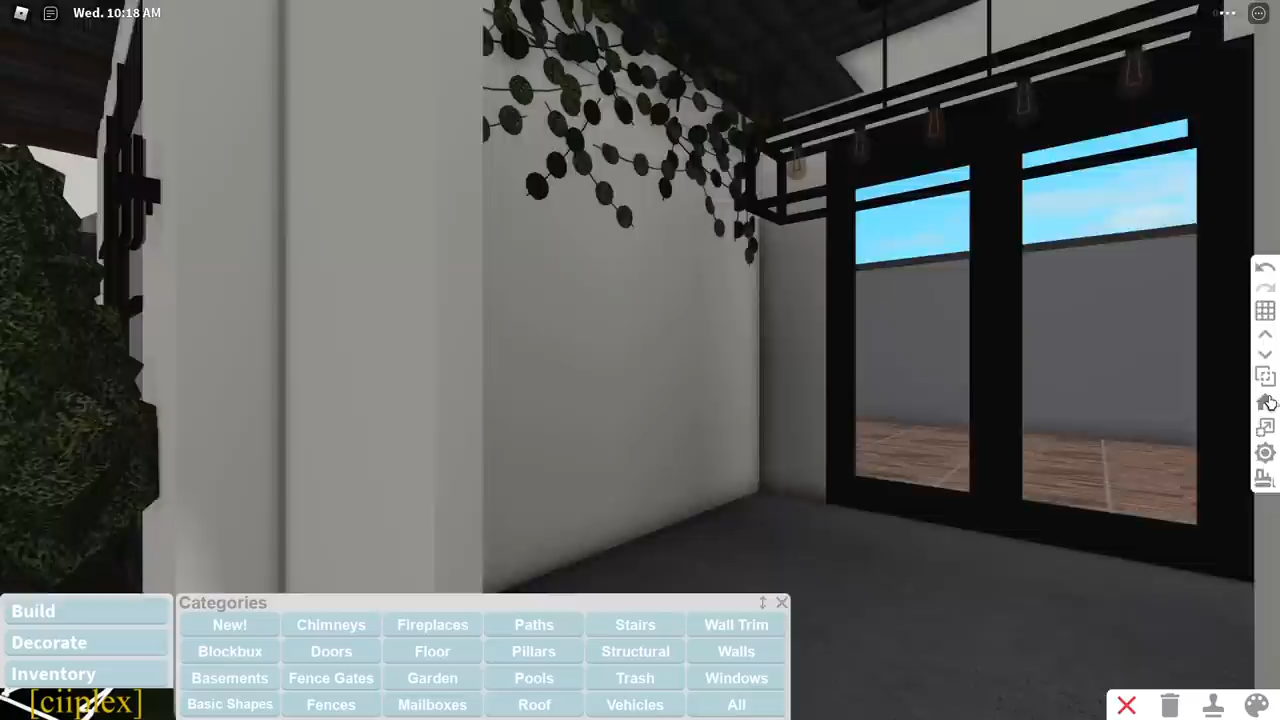 Wed. 10:18 AM
Build
Decorate
Inventory
Categories
New! Chimneys Fireplaces Paths Stairs Wall Trim
Blockbux Doors Floor Pillars Structural Walls
Basements Fence Gates Garden Pools Trash Windows
Basic Shapes Fences Mailboxes Roof Vehicles All
[ciiplex]